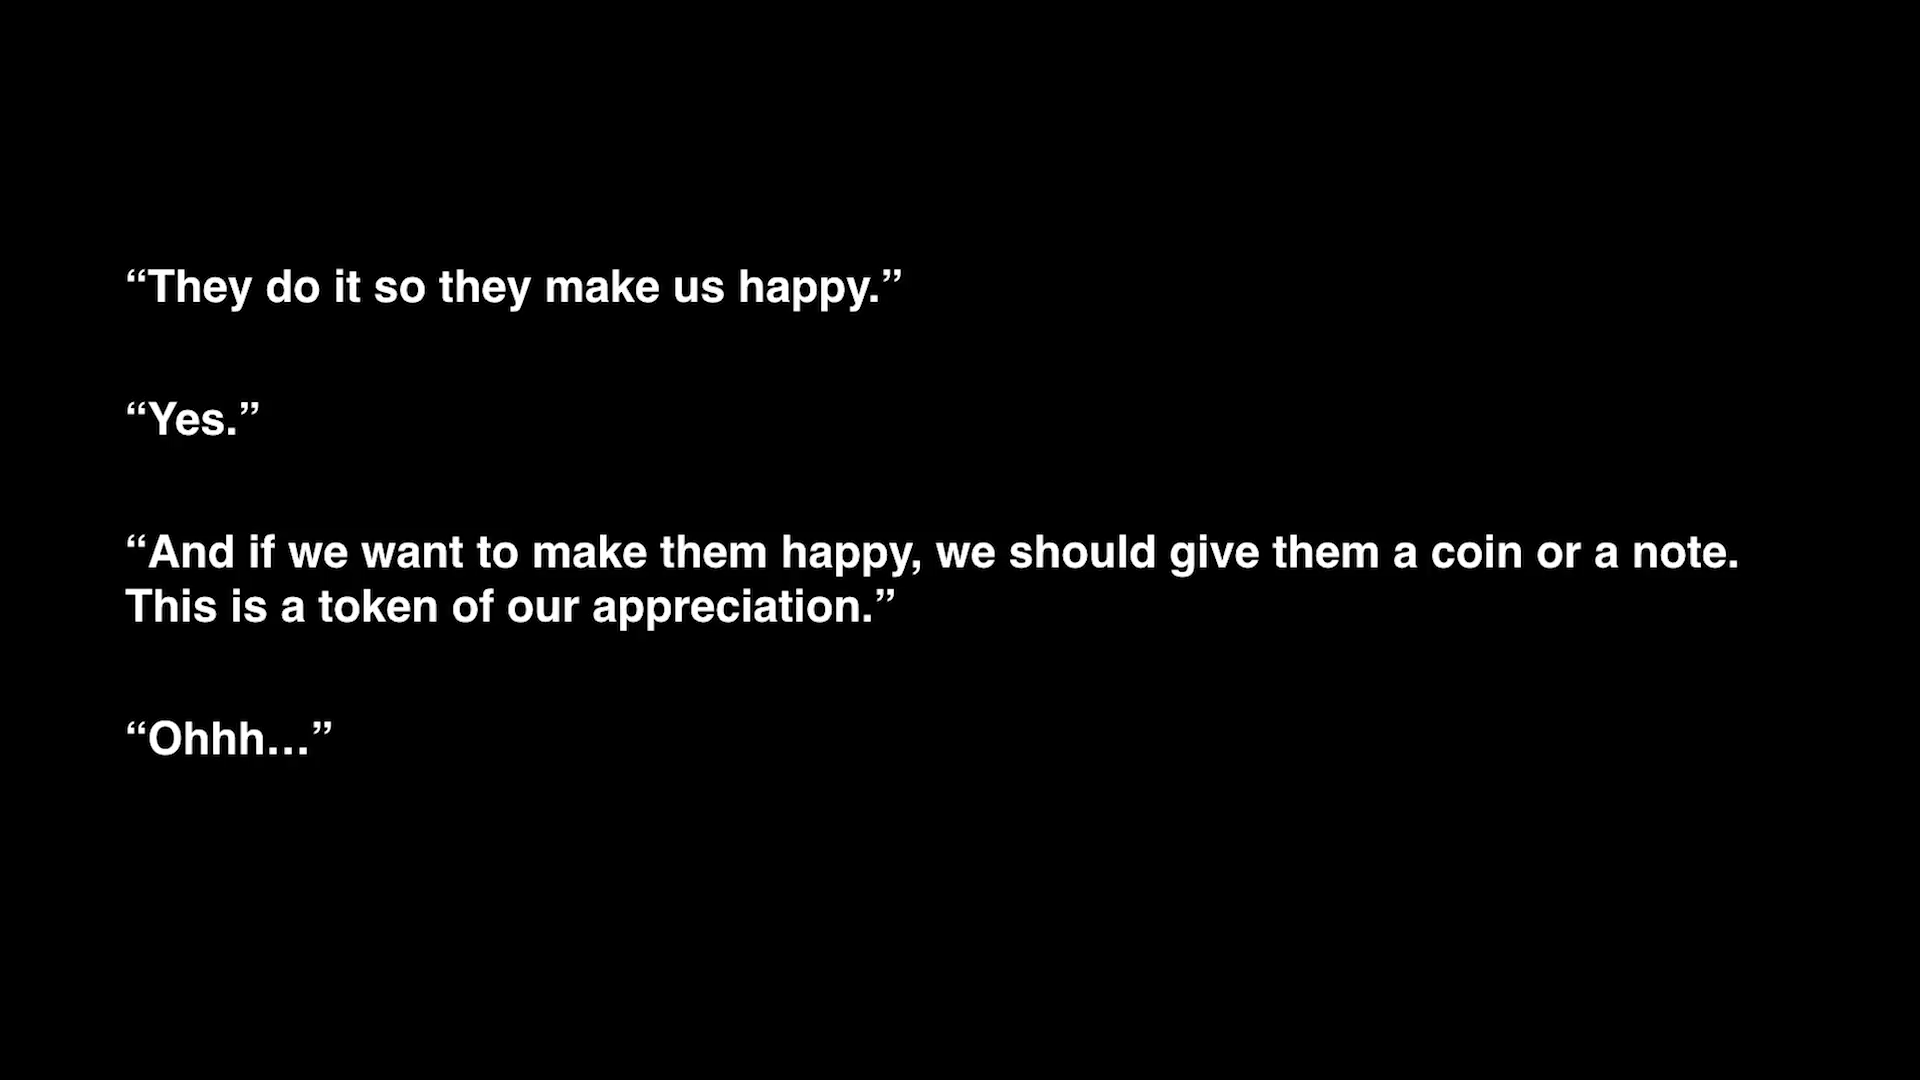 “They do it so they make us happy.”
“Yes.”
“And if we want to make them happy, we should give them a coin or a note.
This is a token of our appreciation.”
“Ohhh…”